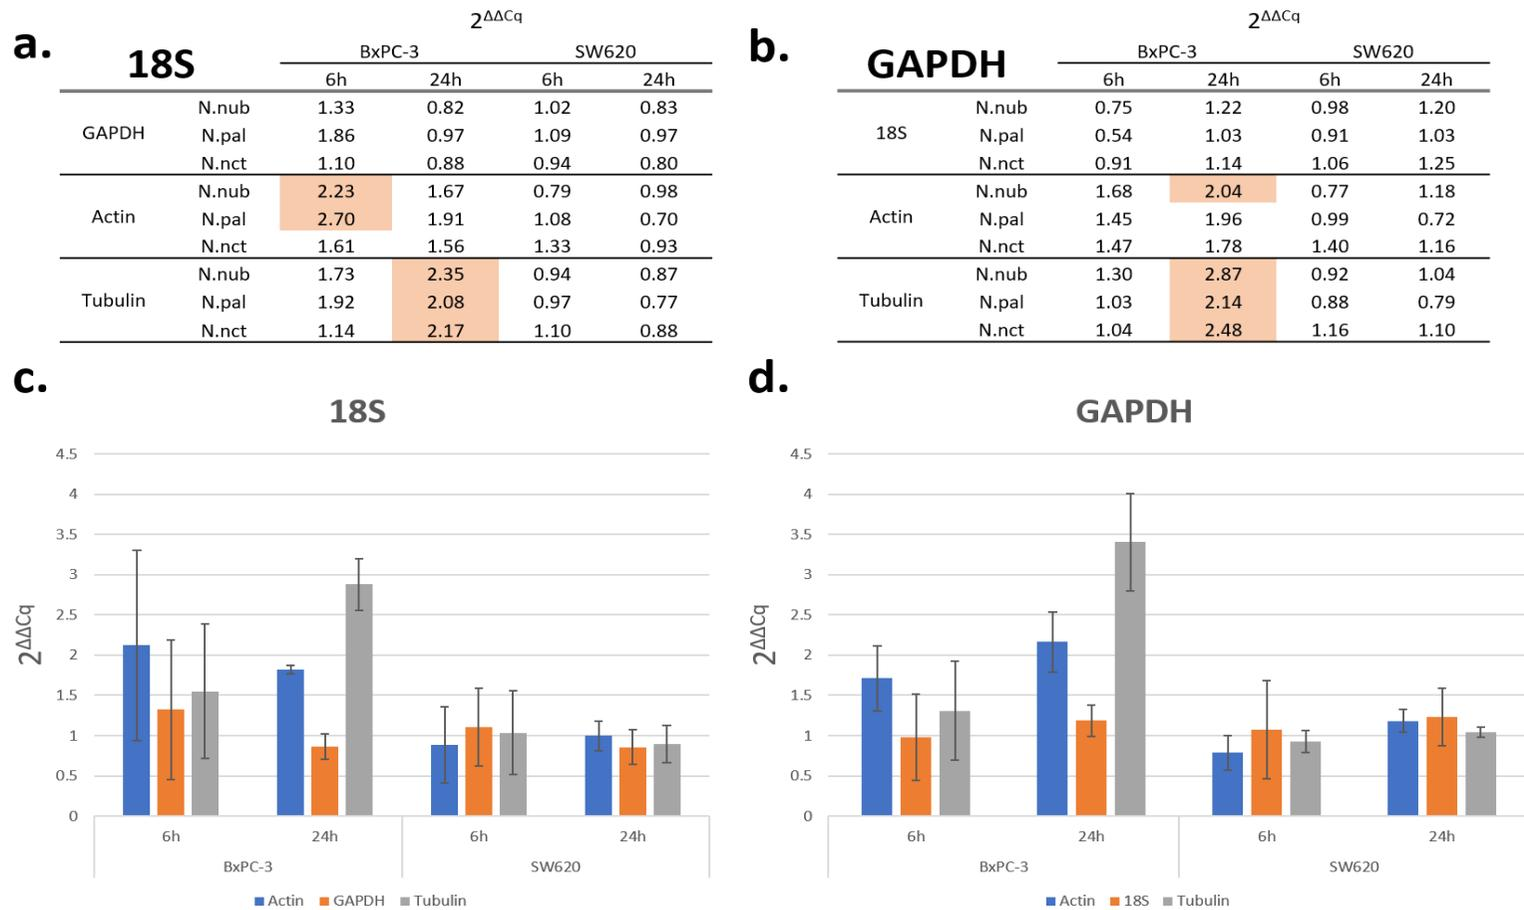 a.
18S
2^ΔΔCq
BxPC-3 SW620
6h 24h 6h 24h
GAPDH N.nub 1.33 0.82 1.02 0.83
N.pal 1.86 0.97 1.09 0.97
N.nct 1.10 0.88 0.94 0.80
Actin N.nub 2.23 1.67 0.79 0.98
N.pal 2.70 1.91 1.08 0.70
N.nct 1.61 1.56 1.33 0.93
Tubulin N.nub 1.73 2.35 0.94 0.87
N.pal 1.92 2.08 0.97 0.77
N.nct 1.14 2.17 1.10 0.88
b.
GAPDH
2^ΔΔCq
BxPC-3 SW620
6h 24h 6h 24h
18S N.nub 0.75 1.22 0.98 1.20
N.pal 0.54 1.03 0.91 1.03
N.nct 0.91 1.14 1.06 1.25
Actin N.nub 1.68 2.04 0.77 1.18
N.pal 1.45 1.96 0.99 0.72
N.nct 1.47 1.78 1.40 1.16
Tubulin N.nub 1.30 2.87 0.92 1.04
N.pal 1.03 2.14 0.88 0.79
N.nct 1.04 2.48 1.16 1.10
c.
18S
2^ΔΔCq
4.5
4
3.5
3
2.5
2
1.5
1
0.5
0
6h 24h 6h 24h
BxPC-3 SW620
Actin GAPDH Tubulin
d.
GAPDH
2^ΔΔCq
4.5
4
3.5
3
2.5
2
1.5
1
0.5
0
6h 24h 6h 24h
BxPC-3 SW620
Actin 18S Tubulin